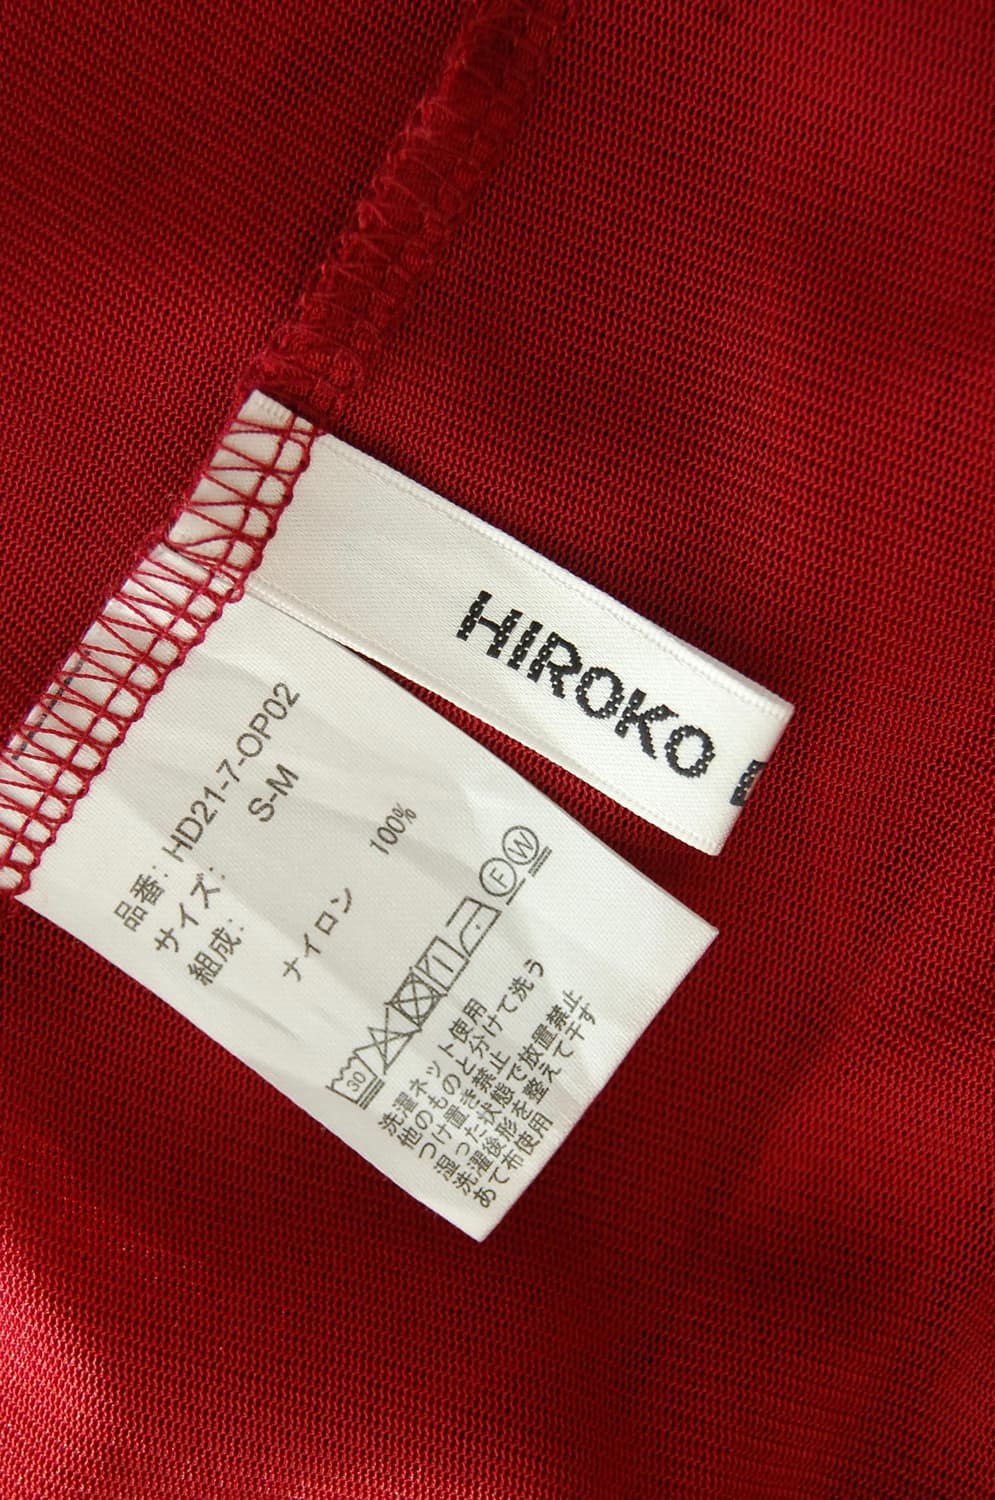 HIROKO
品番: HD21-7-OP02
サイズ: S-M
組成:
ナイロン 100%
30
F W
洗濯ネット使用
他のものと分けて洗う
つけ置き禁止
湿った状態で放置禁止
洗濯後形を整えて干す
あて布使用